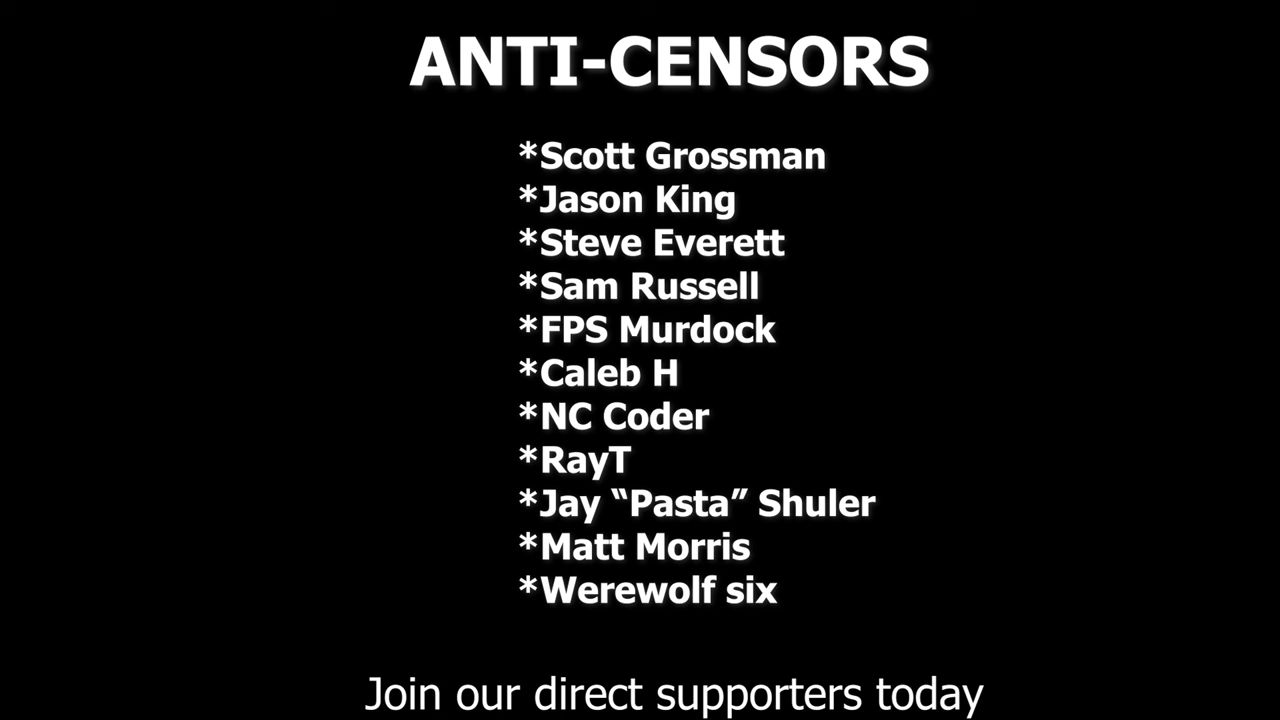 ANTI-CENSORS
*Scott Grossman
*Jason King
*Steve Everett
*Sam Russell
*FPS Murdock
*Caleb H
*NC Coder
*RayT
*Jay “Pasta” Shuler
*Matt Morris
*Werewolf six
Join our direct supporters today